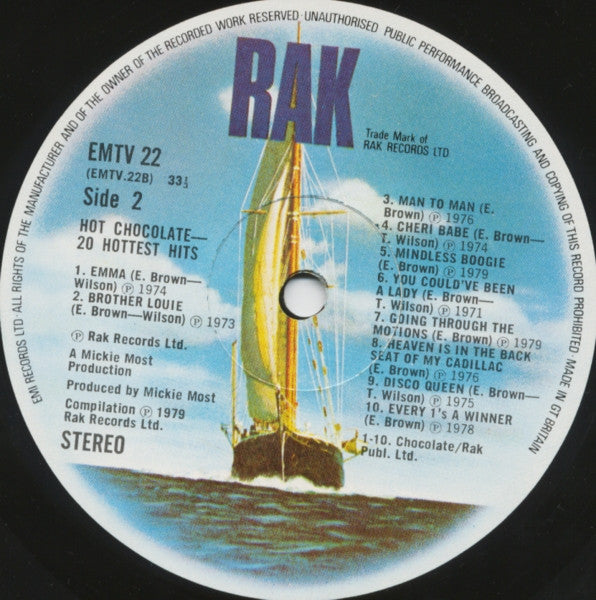 EMI RECORDS LTD· ALL RIGHTS OF THE MANUFACTURER AND OF THE OWNER OF THE RECORDED WORK RESERVED·UNAUTHORISED PUBLIC PERFORMANCE BROADCASTING AND COPYING OF THIS RECORD PROHIBITED MADE IN GT BRITAIN
RAK
Trade Mark of
RAK RECORDS LTD
EMTV 22
(EMTV.22B) 33⅓
Side 2
HOT CHOCOLATE—
20 HOTTEST HITS
1. EMMA (E. Brown—
Wilson) ℗ 1974
2. BROTHER LOUIE
(E. Brown—Wilson) ℗ 1973
℗ Rak Records Ltd.
A Mickie Most
Production
Produced by Mickie Most
Compilation ℗ 1979
Rak Records Ltd.
STEREO
3. MAN TO MAN (E.
Brown) ℗ 1976
4. CHERI BABE (E. Brown—
T. Wilson) ℗ 1974
5. MINDLESS BOOGIE
(E. Brown) ℗ 1979
6. YOU COULD'VE BEEN
A LADY (E. Brown—
T. Wilson) ℗ 1971
7. GOING THROUGH THE
MOTIONS (E. Brown) ℗ 1979
8. HEAVEN IS IN THE BACK
SEAT OF MY CADILLAC
(E. Brown) ℗ 1976
9. DISCO QUEEN (E. Brown—
T. Wilson) ℗ 1975
10. EVERY 1's A WINNER
(E. Brown) ℗ 1978
1-10. Chocolate/Rak
Publ. Ltd.